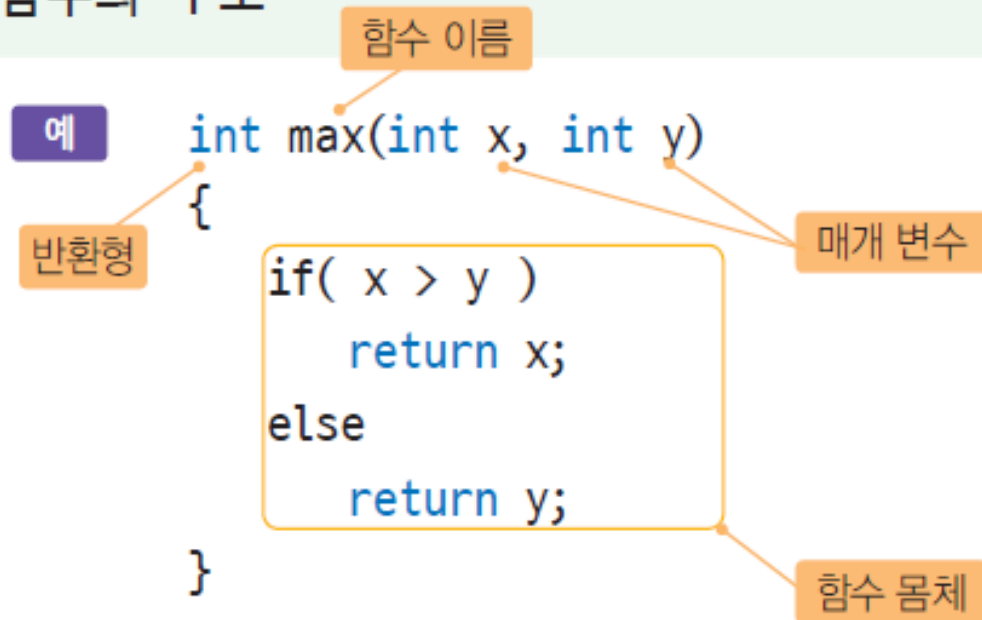 함수 이름
예
int max(int x, int y)
{
반환형
매개 변수
if( x > y )
return x;
else
return y;
}
함수 몸체